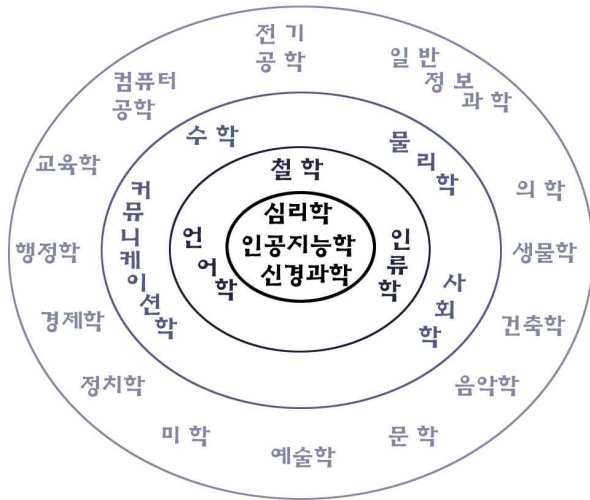 전기
공학
일반
정보
과학
컴퓨터
공학
수학
물리학
교육학
철학
의학
커뮤니케이션학
심리학
언어학
인공지능학
인류학
행정학
생물학
신경과학
사회학
경제학
건축학
정치학
음악학
미학
예술학
문학